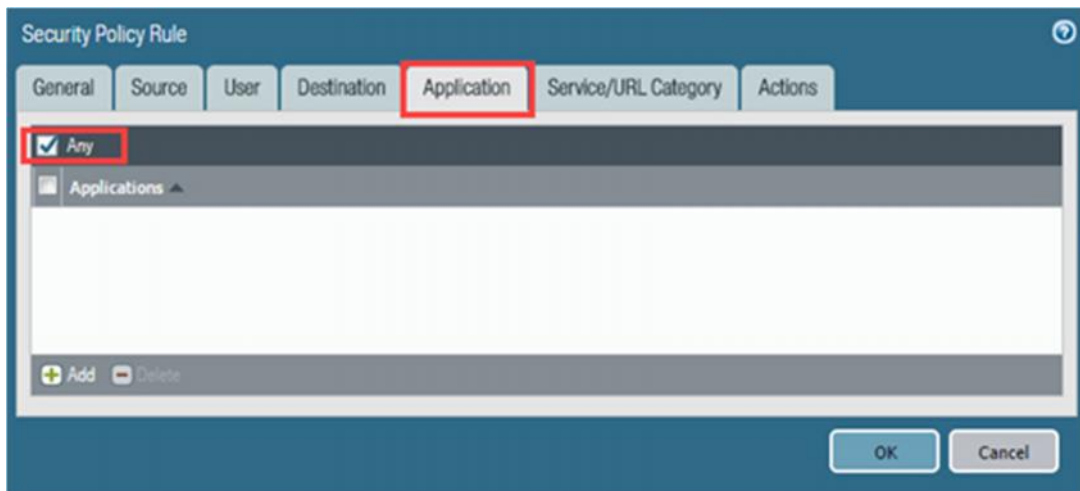 Security Policy Rule
General Source User Destination Application Service/URL Category Actions
Any
Applications
Add Delete
OK Cancel